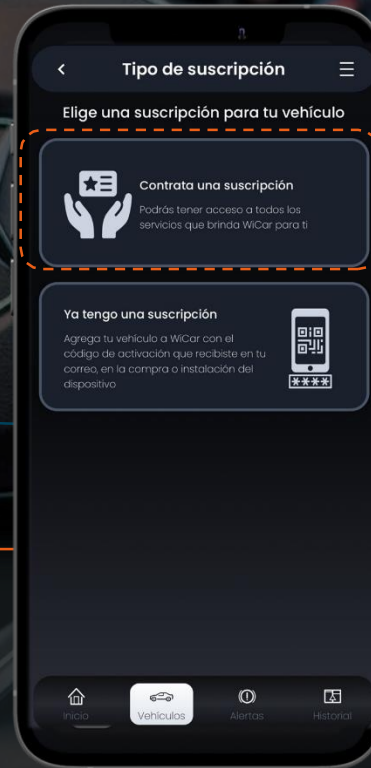 Tipo de suscripción
Elige una suscripción para tu vehículo
Contrata una suscripción
Podrás tener acceso a todos los
servicios que brinda WiCar para ti
Ya tengo una suscripción
Agrega tu vehículo a WiCar con el
código de activación que recibiste en tu
correo, en la compra o instalación del
dispositivo
****
Inicio
Vehículos
Alertas
Historial